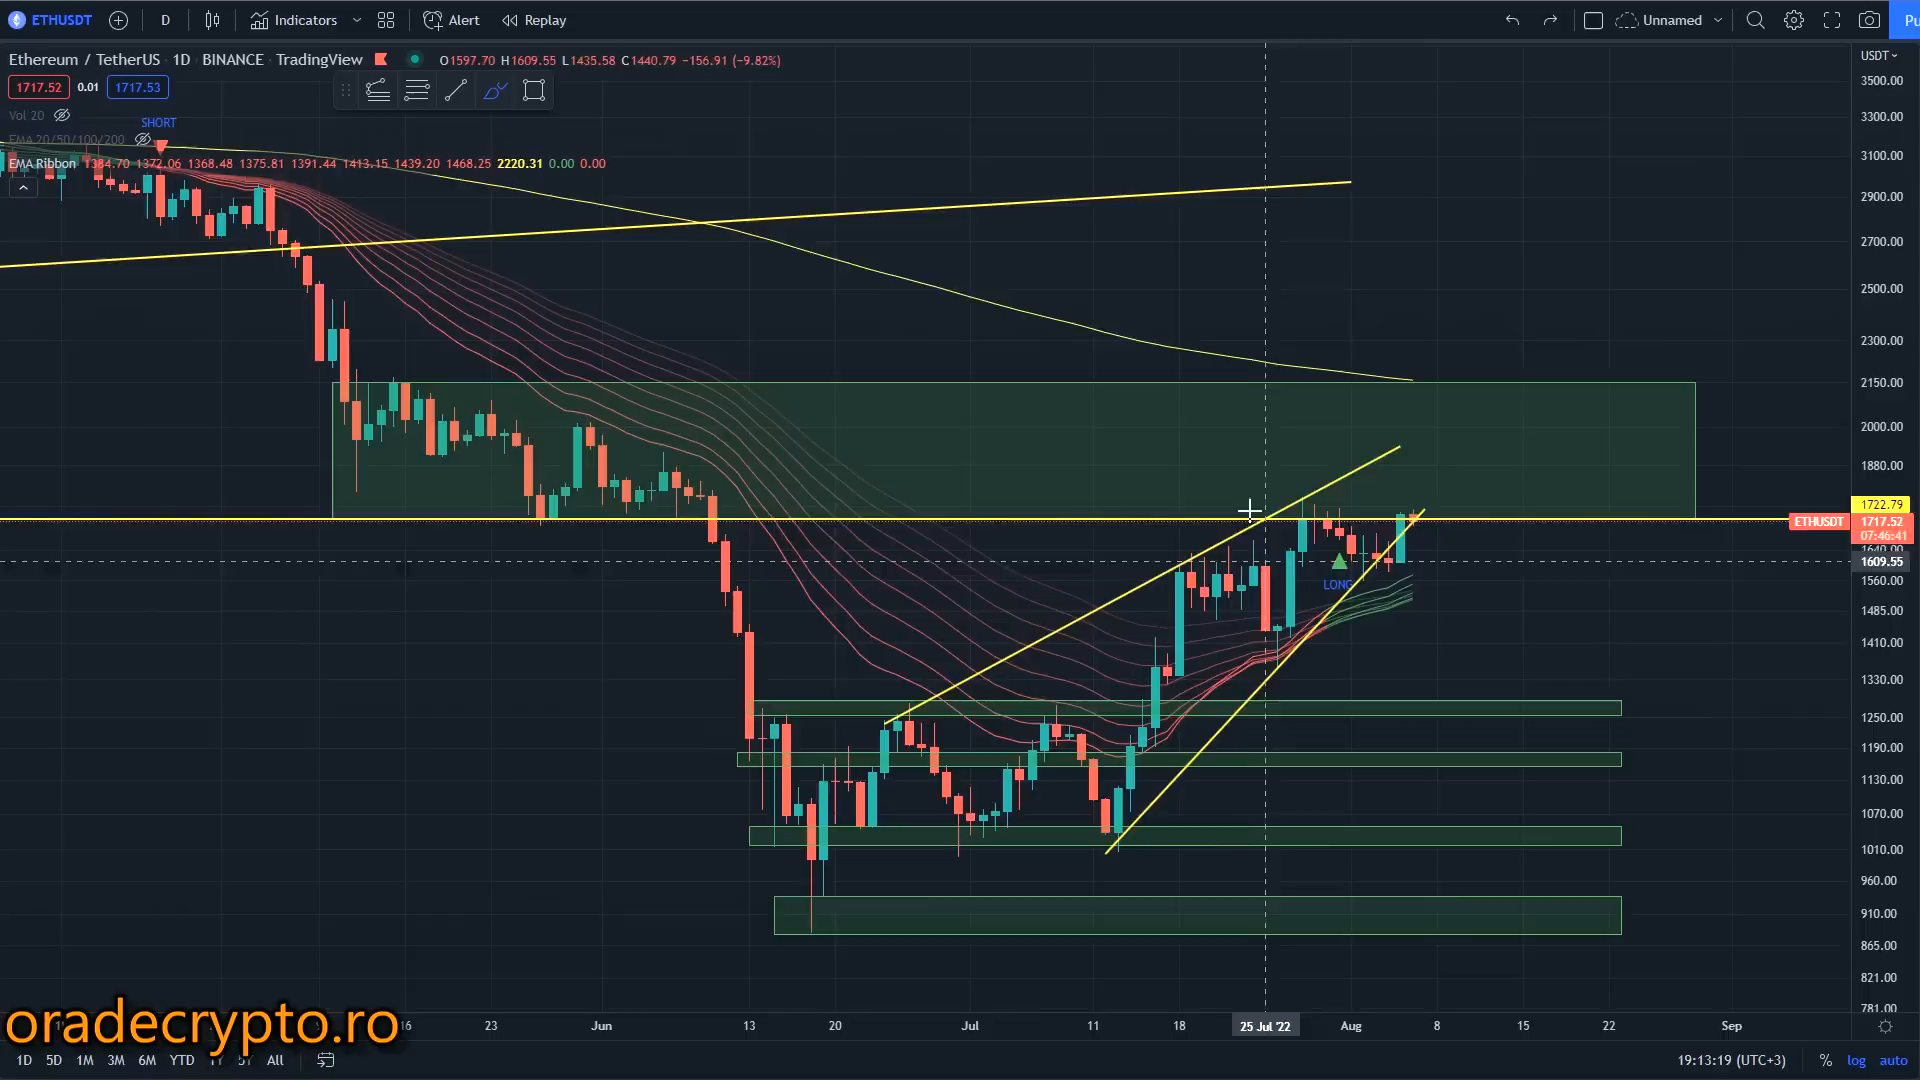 ETHUSDT D Indicators Alert Replay Unnamed Pu
Ethereum / TetherUS · 1D · BINANCE · TradingView O1597.70 H1609.55 L1435.58 C1440.79 −156.91 (−9.82%)
USDT
1717.52 0.01 1717.53
Vol 20
SHORT
EMA 20/50/100/200
EMA Ribbon 1384.70 1372.06 1368.48 1375.81 1391.44 1413.15 1439.20 1468.25 2220.31 0.00 0.00
3500.00
3300.00
3100.00
2900.00
2700.00
2500.00
2300.00
2150.00
2000.00
1880.00
1722.79
ETHUSDT 1717.52
07:46:41
1640.00
1609.55
LONG
1560.00
1485.00
1410.00
1330.00
1250.00
1190.00
1130.00
1070.00
1010.00
960.00
910.00
865.00
821.00
781.00
oradecrypto.ro
16 23 Jun 13 20 Jul 11 18 25 Jul '22 Aug 8 15 22 Sep
1D 5D 1M 3M 6M YTD 1Y 5Y All
19:13:19 (UTC+3) % log auto